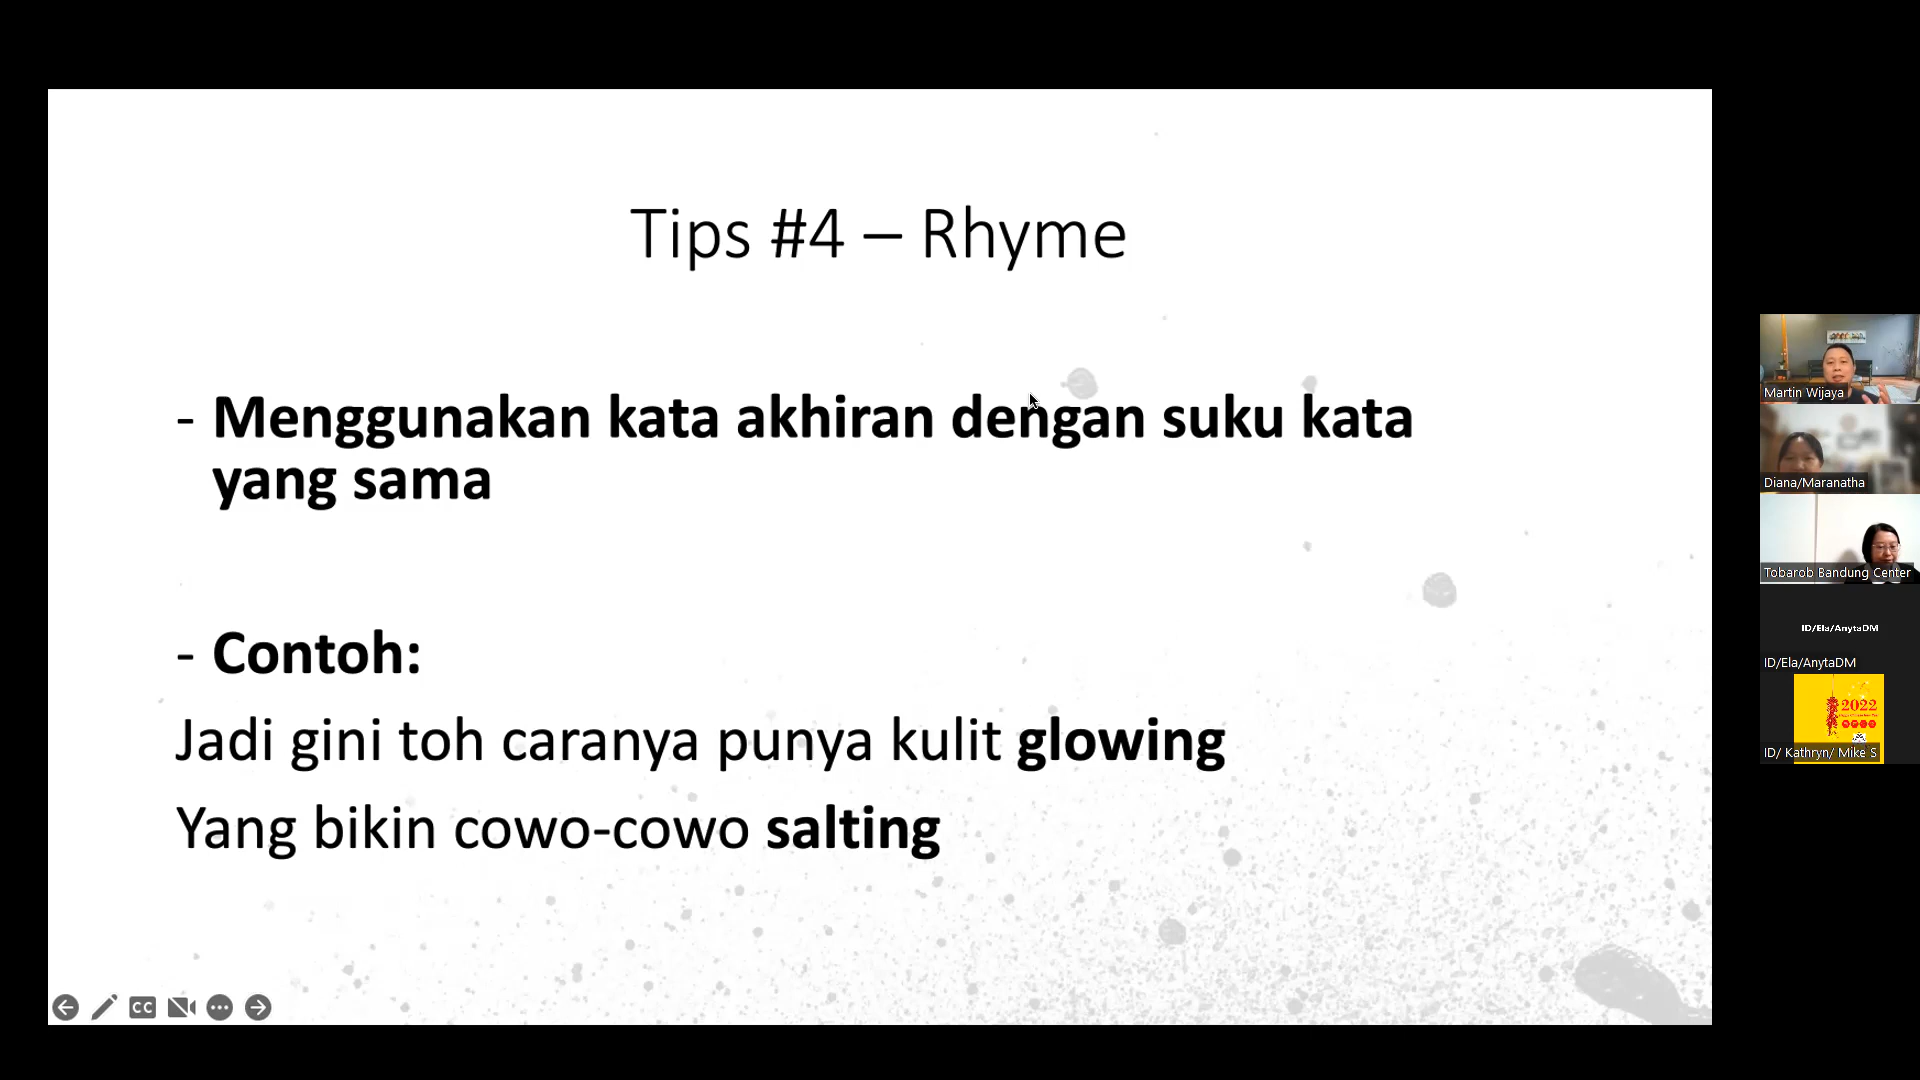 Tips #4 – Rhyme
- Menggunakan kata akhiran dengan suku kata
yang sama
- Contoh:
Jadi gini toh caranya punya kulit glowing
Yang bikin cowo-cowo salting
CC
Martin Wijaya
Diana/Maranatha
Tobarob Bandung Center
ID/Ela/AnytaDM
ID/Ela/AnytaDM
2022
ID/ Kathryn/ Mike S